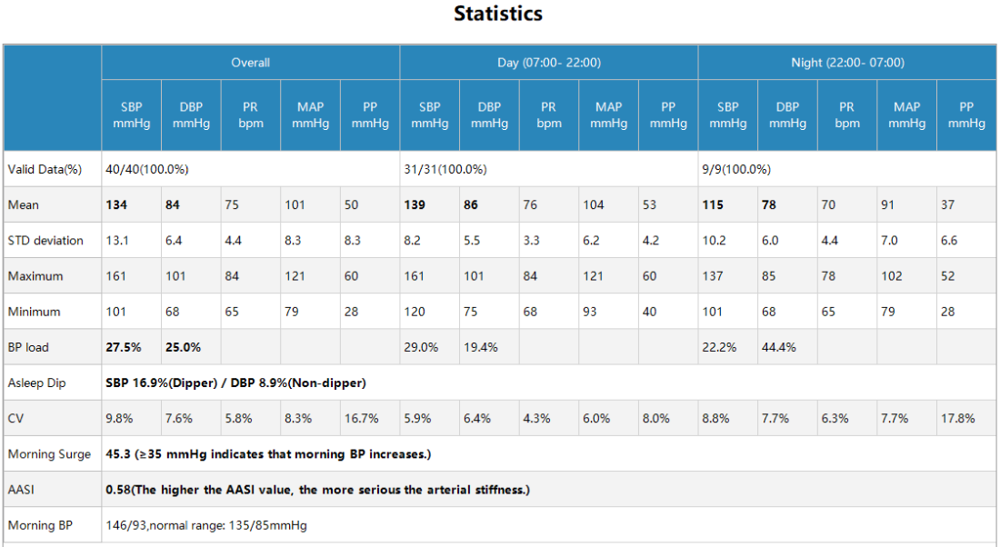 Statistics
Overall Day (07:00- 22:00) Night (22:00- 07:00)
SBP mmHg DBP mmHg PR bpm MAP mmHg PP mmHg SBP mmHg DBP mmHg PR bpm MAP mmHg PP mmHg SBP mmHg DBP mmHg PR bpm MAP mmHg PP mmHg
Valid Data(%) 40/40(100.0%) 31/31(100.0%) 9/9(100.0%)
Mean 134 84 75 101 50 139 86 76 104 53 115 78 70 91 37
STD deviation 13.1 6.4 4.4 8.3 8.3 8.2 5.5 3.3 6.2 4.2 10.2 6.0 4.4 7.0 6.6
Maximum 161 101 84 121 60 161 101 84 121 60 137 85 78 102 52
Minimum 101 68 65 79 28 120 75 68 93 40 101 68 65 79 28
BP load 27.5% 25.0% 29.0% 19.4% 22.2% 44.4%
Asleep Dip SBP 16.9%(Dipper) / DBP 8.9%(Non-dipper)
CV 9.8% 7.6% 5.8% 8.3% 16.7% 5.9% 6.4% 4.3% 6.0% 8.0% 8.8% 7.7% 6.3% 7.7% 17.8%
Morning Surge 45.3 (≥35 mmHg indicates that morning BP increases.)
AASI 0.58(The higher the AASI value, the more serious the arterial stiffness.)
Morning BP 146/93,normal range: 135/85mmHg